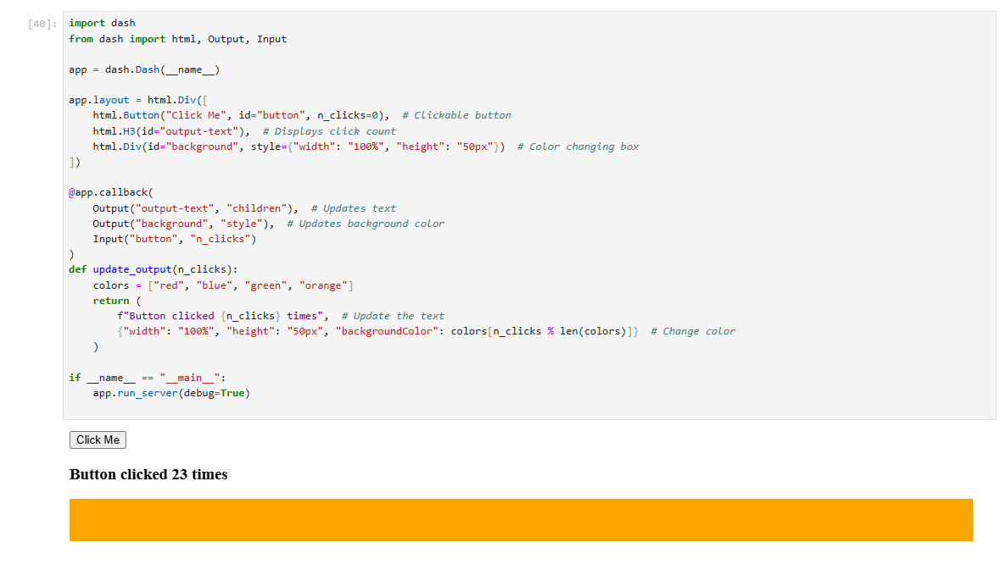 [40]: import dash
from dash import html, Output, Input
app = dash.Dash(__name__)
app.layout = html.Div([
    html.Button("Click Me", id="button", n_clicks=0),  # Clickable button
    html.H3(id="output-text"),  # Displays click count
    html.Div(id="background", style={"width": "100%", "height": "50px"})  # Color changing box
])
@app.callback(
    Output("output-text", "children"),  # Updates text
    Output("background", "style"),  # Updates background color
    Input("button", "n_clicks")
)
def update_output(n_clicks):
    colors = ["red", "blue", "green", "orange"]
    return (
        f"Button clicked {n_clicks} times",  # Update the text
        {"width": "100%", "height": "50px", "backgroundColor": colors[n_clicks % len(colors)]}  # Change color
    )
if __name__ == "__main__":
    app.run_server(debug=True)
Click Me
Button clicked 23 times